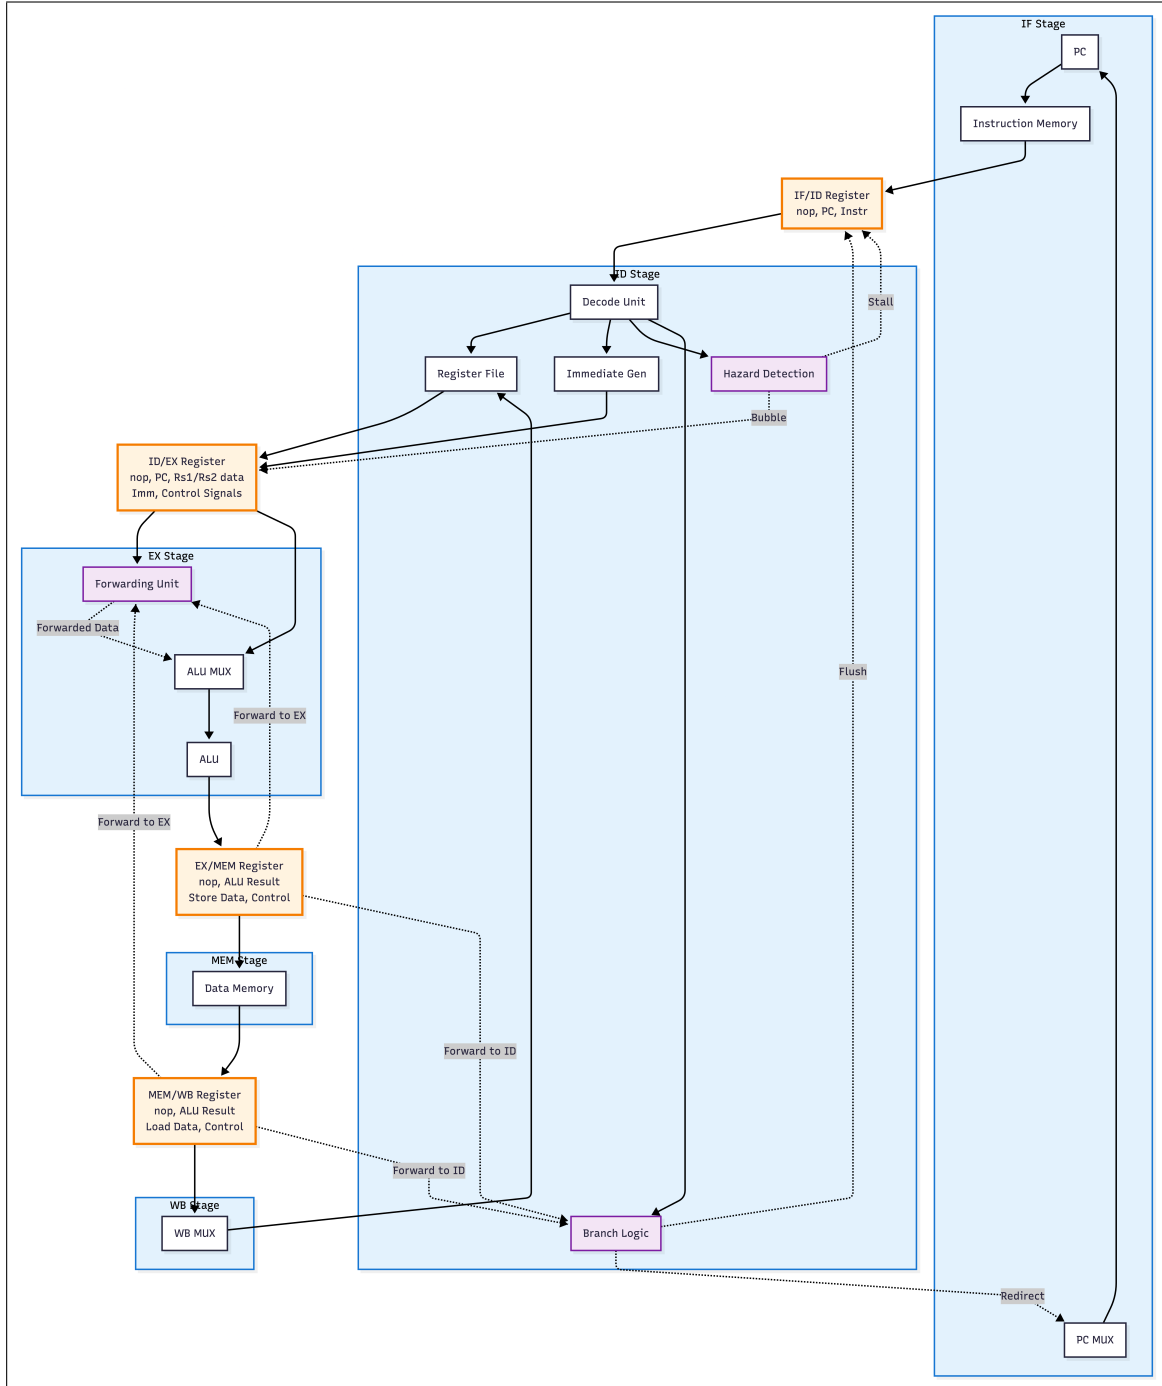 IF Stage
PC
Instruction Memory
IF/ID Register
nop, PC, Instr
ID Stage
Decode Unit
Stall
Register File
Immediate Gen
Hazard Detection
Bubble
ID/EX Register
nop, PC, Rs1/Rs2 data
Imm, Control Signals
EX Stage
Forwarding Unit
Forwarded Data
ALU MUX
Flush
Forward to EX
ALU
Forward to EX
EX/MEM Register
nop, ALU Result
Store Data, Control
MEM Stage
Data Memory
Forward to ID
MEM/WB Register
nop, ALU Result
Load Data, Control
Forward to ID
WB Stage
WB MUX
Branch Logic
Redirect
PC MUX